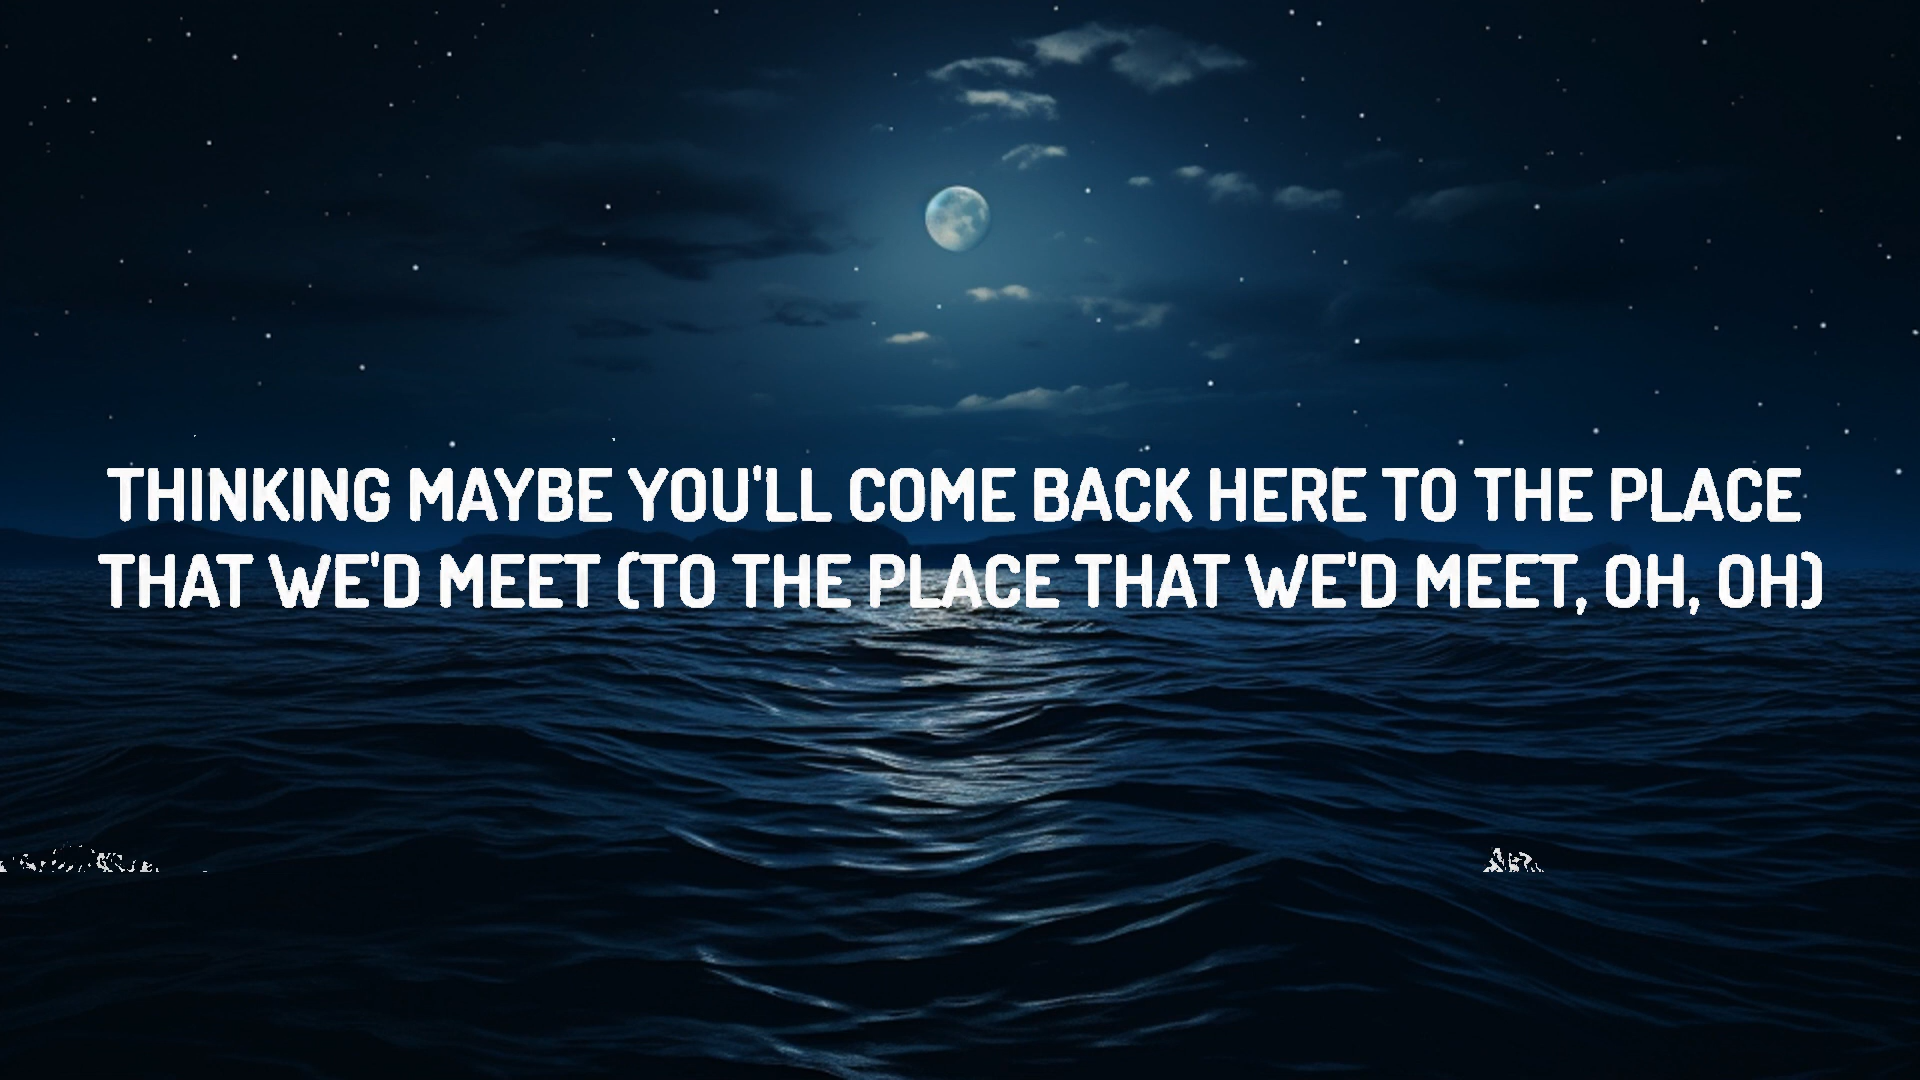 THINKING MAYBE YOU'LL COME BACK HERE TO THE PLACE
THAT WE'D MEET (TO THE PLACE THAT WE'D MEET, OH, OH)